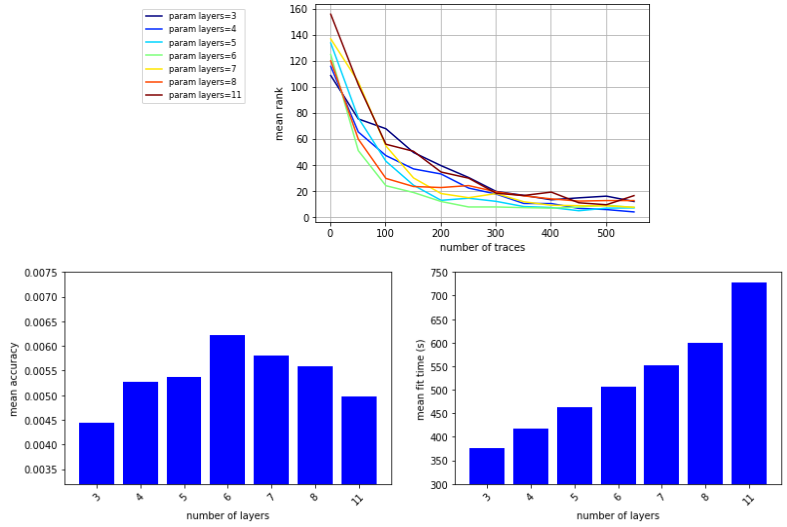 param layers=3
param layers=4
param layers=5
param layers=6
param layers=7
param layers=8
param layers=11
160
140
120
100
80
60
40
20
0
mean rank
0 100 200 300 400 500
number of traces
0.0075
0.0070
0.0065
0.0060
0.0055
0.0050
0.0045
0.0040
0.0035
mean accuracy
3 4 5 6 7 8 11
number of layers
750
700
650
600
550
500
450
400
350
300
mean fit time (s)
3 4 5 6 7 8 11
number of layers